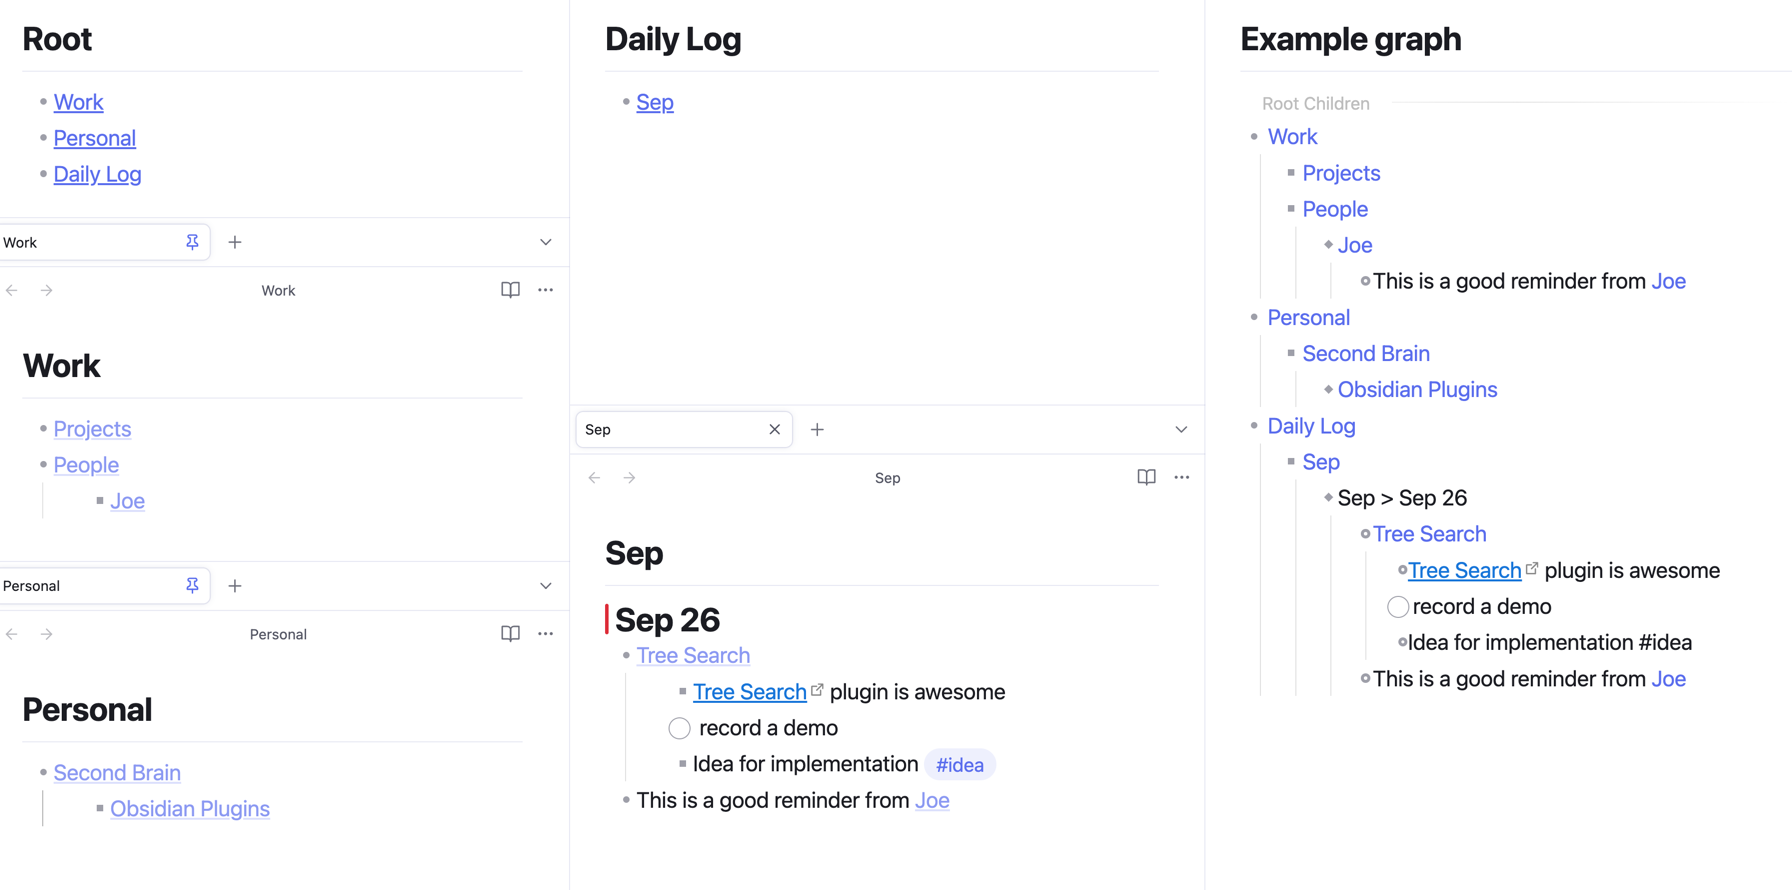 Root
Work
Personal
Daily Log
Work
Work
Work
Projects
People
Joe
Personal
Personal
Personal
Second Brain
Obsidian Plugins
Daily Log
Sep
Sep
Sep
Sep
Sep 26
Tree Search
Tree Search plugin is awesome
record a demo
Idea for implementation #idea
This is a good reminder from Joe
Example graph
Root Children
Work
Projects
People
Joe
This is a good reminder from Joe
Personal
Second Brain
Obsidian Plugins
Daily Log
Sep
Sep > Sep 26
Tree Search
Tree Search plugin is awesome
record a demo
Idea for implementation #idea
This is a good reminder from Joe